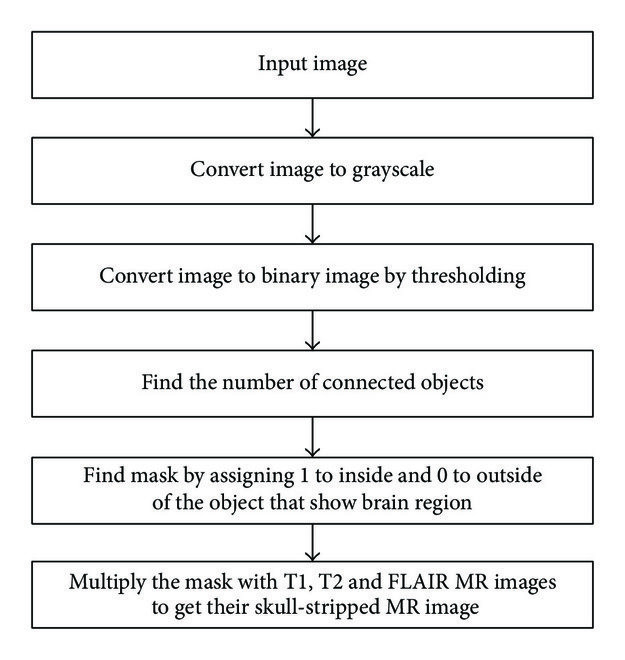 Input image
Convert image to grayscale
Convert image to binary image by thresholding
Find the number of connected objects
Find mask by assigning 1 to inside and 0 to outside
of the object that show brain region
Multiply the mask with T1, T2 and FLAIR MR images
to get their skull-stripped MR image